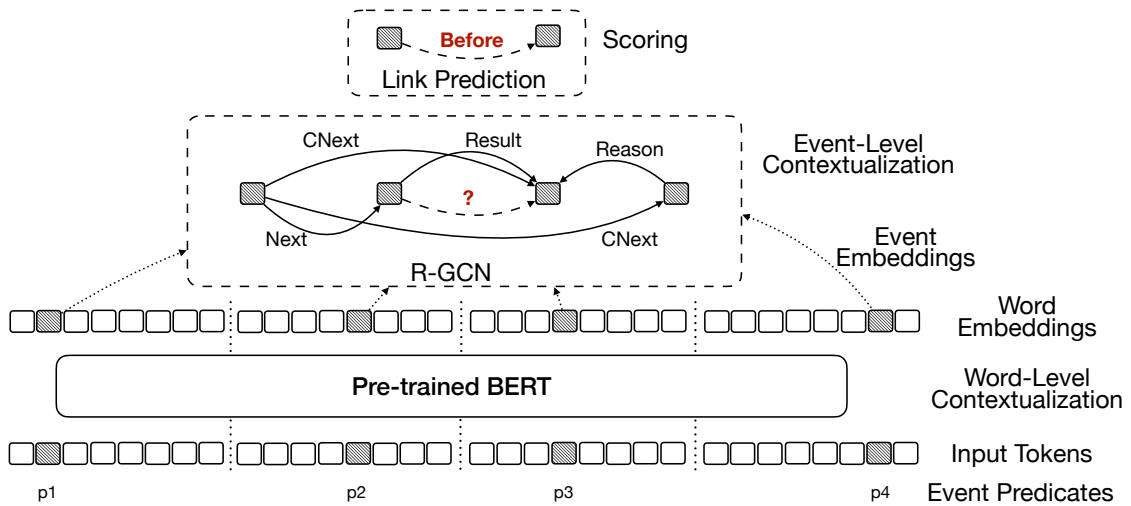 Before
Scoring
Link Prediction
CNext
Result
Reason
Event-Level
Contextualization
?
Next
CNext
Event
Embeddings
R-GCN
Word
Embeddings
Pre-trained BERT
Word-Level
Contextualization
Input Tokens
p1
p2
p3
p4
Event Predicates